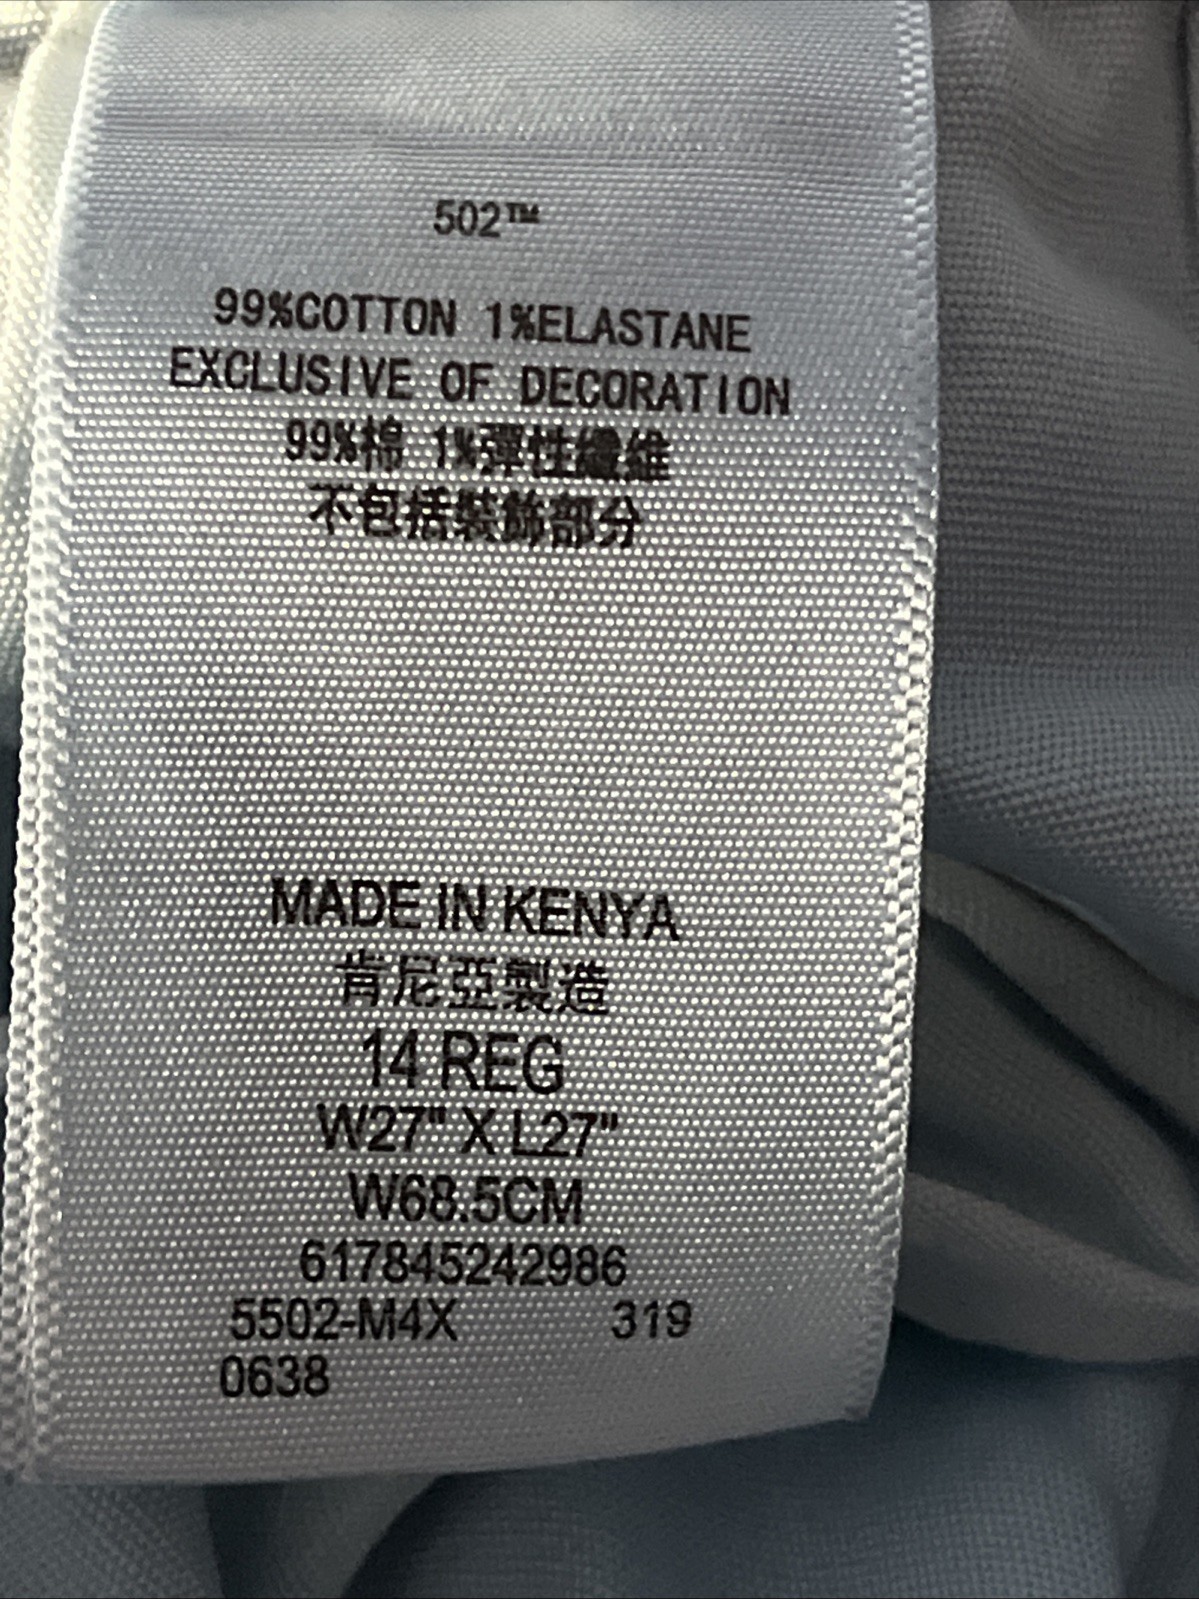 502™
99%COTTON 1%ELASTANE
EXCLUSIVE OF DECORATION
99%棉 1%彈性纖維
不包括裝飾部分
MADE IN KENYA
肯尼亞製造
14 REG
W27" X L27"
W68.5CM
617845242986
5502-M4X 319
0638